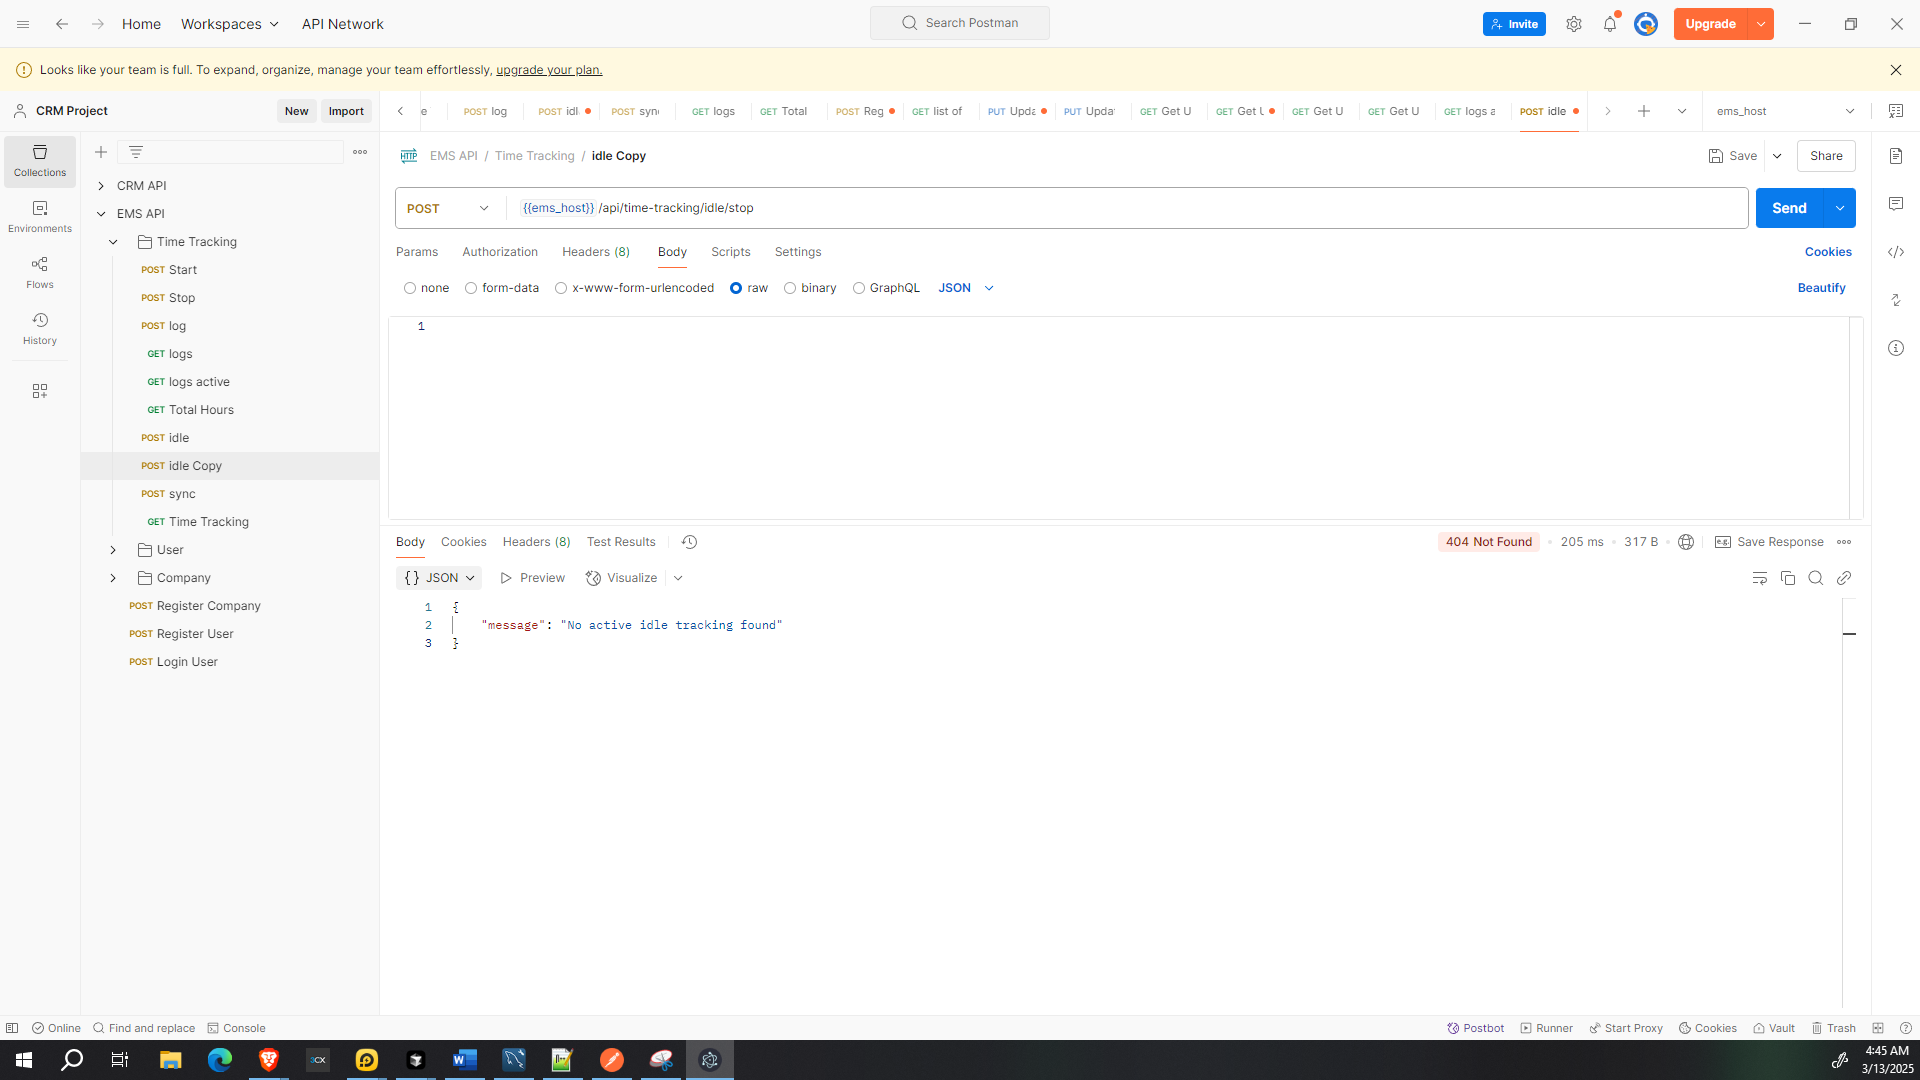 Home
Workspaces
API Network
Search Postman
Invite
Upgrade
Looks like your team is full. To expand, organize, manage your team effortlessly, upgrade your plan.
CRM Project
New
Import
e
POST log
POST idl
POST syn
GET logs
GET Total
POST Reg
GET list of
PUT Upda
PUT Upda
GET Get U
GET Get U
GET Get U
GET Get U
GET logs a
POST idle
ems_host
Collections
Environments
Flows
History
CRM API
EMS API
Time Tracking
POST Start
POST Stop
POST log
GET logs
GET logs active
GET Total Hours
POST idle
POST idle Copy
POST sync
GET Time Tracking
User
Company
POST Register Company
POST Register User
POST Login User
HTTP EMS API / Time Tracking / idle Copy
Save
Share
POST
{{ems_host}} /api/time-tracking/idle/stop
Send
Params
Authorization
Headers (8)
Body
Scripts
Settings
Cookies
none
form-data
x-www-form-urlencoded
raw
binary
GraphQL
JSON
Beautify
1
Body
Cookies
Headers (8)
Test Results
404 Not Found
205 ms
317 B
e.g. Save Response
{} JSON
Preview
Visualize
1 {
2 "message": "No active idle tracking found"
3 }
Online
Find and replace
Console
Postbot
Runner
Start Proxy
Cookies
Vault
Trash
4:45 AM
3/13/2025